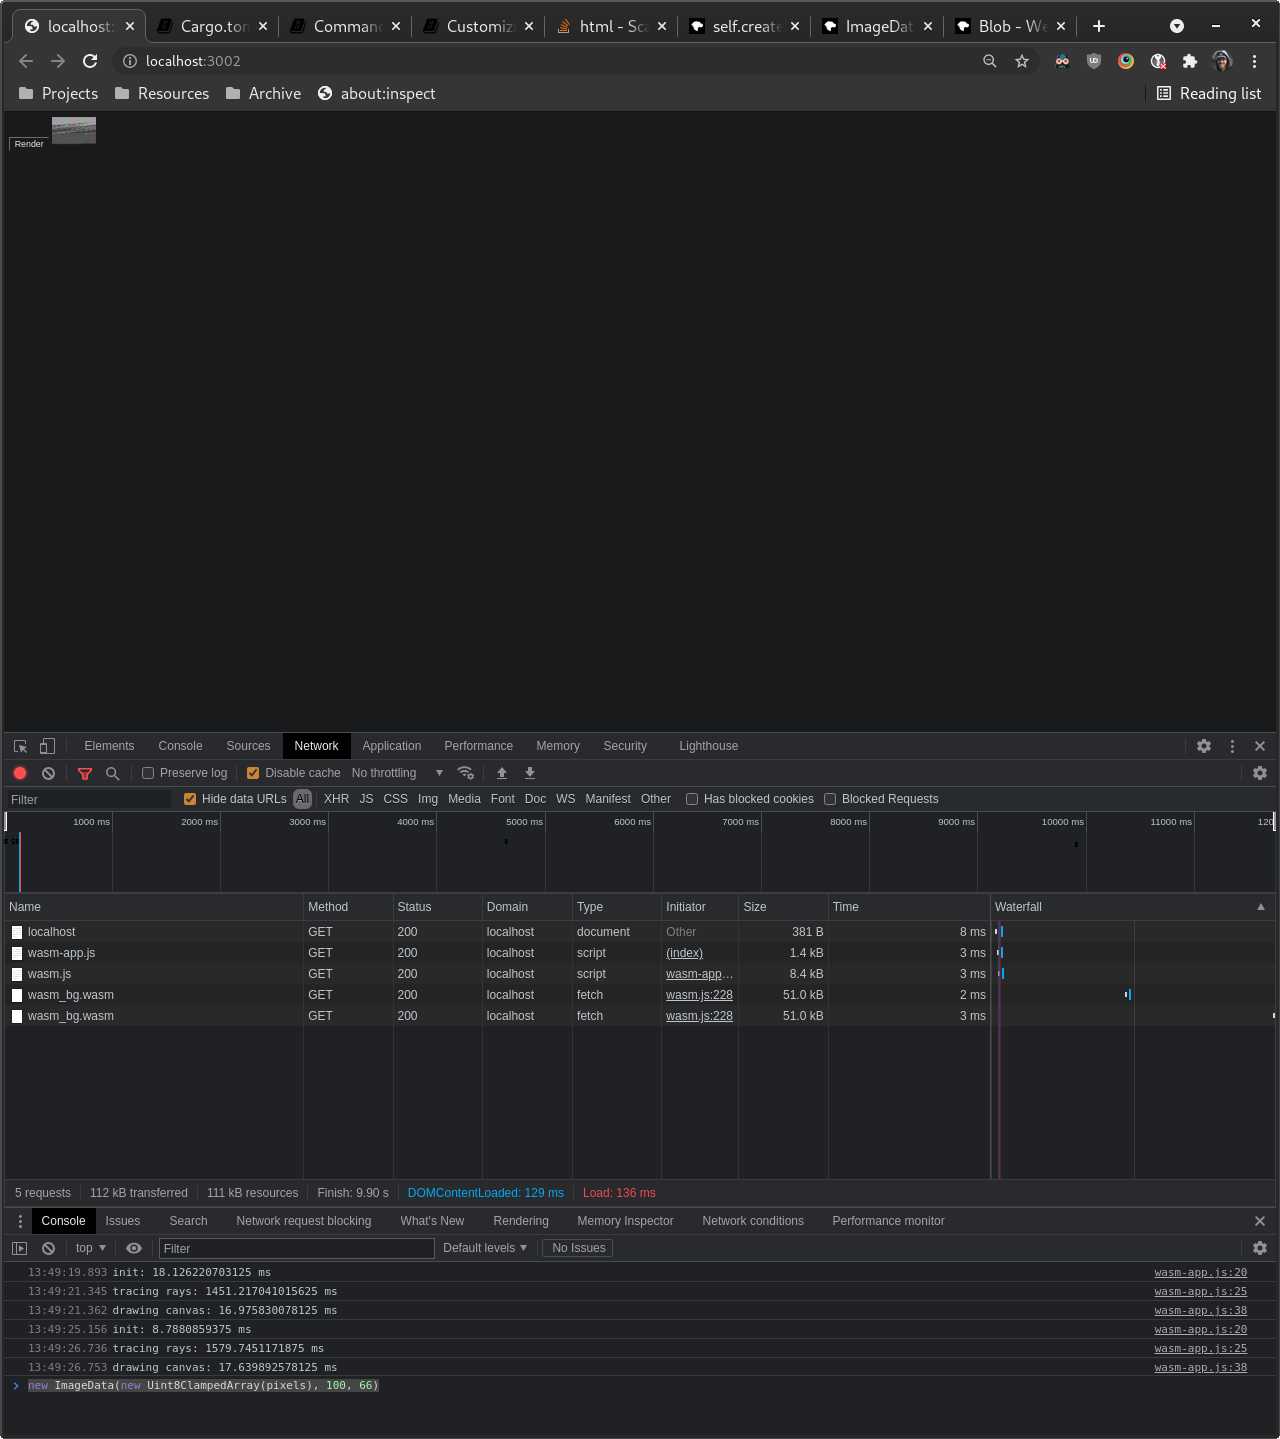 localhost: Cargo.tom Comman Customizi html - Sca self.create ImageDat Blob - We
localhost:3002
Projects Resources Archive about:inspect Reading list
Render
Elements Console Sources Network Application Performance Memory Security Lighthouse
Preserve log Disable cache No throttling
Filter Hide data URLs All XHR JS CSS Img Media Font Doc WS Manifest Other Has blocked cookies Blocked Requests
1000 ms 2000 ms 3000 ms 4000 ms 5000 ms 6000 ms 7000 ms 8000 ms 9000 ms 10000 ms 11000 ms 120
Name Method Status Domain Type Initiator Size Time Waterfall
localhost GET 200 localhost document Other 381 B 8 ms
wasm-app.js GET 200 localhost script (index) 1.4 kB 3 ms
wasm.js GET 200 localhost script wasm-app… 8.4 kB 3 ms
wasm_bg.wasm GET 200 localhost fetch wasm.js:228 51.0 kB 2 ms
wasm_bg.wasm GET 200 localhost fetch wasm.js:228 51.0 kB 3 ms
5 requests 112 kB transferred 111 kB resources Finish: 9.90 s DOMContentLoaded: 129 ms Load: 136 ms
Console Issues Search Network request blocking What's New Rendering Memory Inspector Network conditions Performance monitor
top Filter Default levels No Issues
13:49:19.893 init: 18.126220703125 ms wasm-app.js:20
13:49:21.345 tracing rays: 1451.217041015625 ms wasm-app.js:25
13:49:21.362 drawing canvas: 16.975830078125 ms wasm-app.js:38
13:49:25.156 init: 8.7880859375 ms wasm-app.js:20
13:49:26.736 tracing rays: 1579.7451171875 ms wasm-app.js:25
13:49:26.753 drawing canvas: 17.639892578125 ms wasm-app.js:38
new ImageData(new Uint8ClampedArray(pixels), 100, 66)